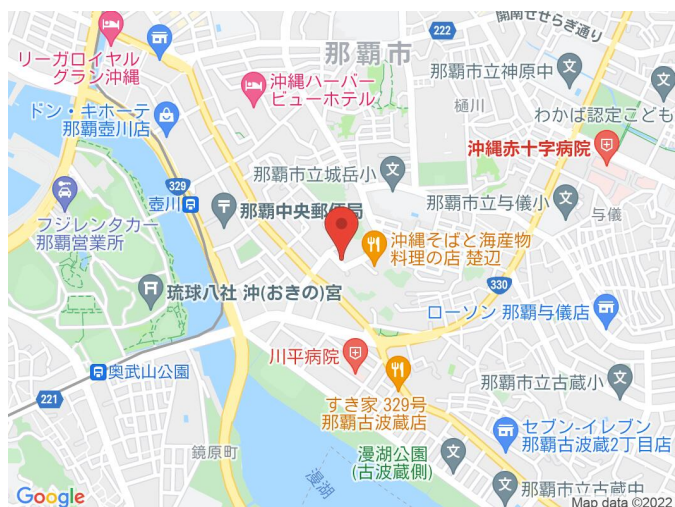 開南せせらぎ通り
222
リーガロイヤル
グラン沖縄
那覇市
沖縄ハーバー
ビューホテル
那覇市立神原中
樋川
わかば認定こども
ドン・キホーテ
那覇壺川店
沖縄赤十字病院
那覇市立城岳小
329
壺川
那覇中央郵便局
那覇市立与儀小
与儀
フジレンタカー
那覇営業所
沖縄そばと海産物
料理の店 楚辺
琉球八社 沖(おきの)宮
330
ローソン 那覇与儀店
川平病院
奥武山公園
那覇市立古蔵小
221
すき家 329号
那覇古波蔵店
鏡原町
セブン-イレブン
那覇古波蔵2丁目店
漫湖公園
(古波蔵側)
漫湖
那覇市立古蔵中
Google
Map data ©2022